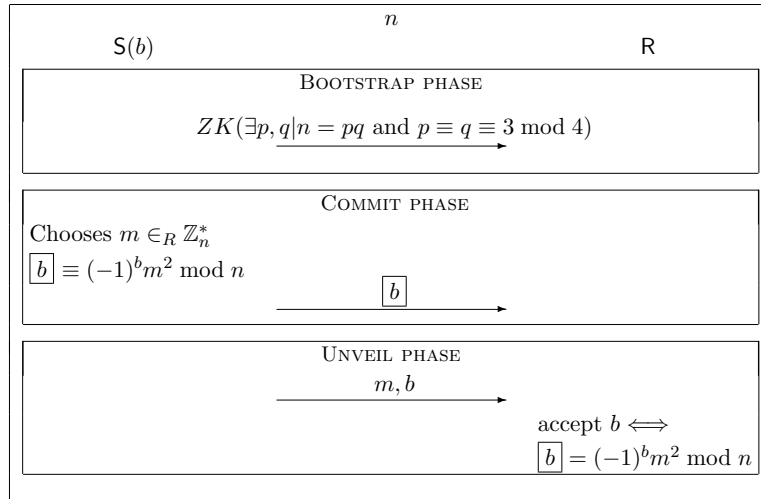 n
S(b) R
BOOTSTRAP PHASE
ZK(∃p, q|n = pq and p ≡ q ≡ 3 mod 4)
COMMIT PHASE
Chooses m ∈_R ℤ_n^*
b ≡ (−1)^b m^2 mod n
b
UNVEIL PHASE
m, b
accept b ⟺
b = (−1)^b m^2 mod n